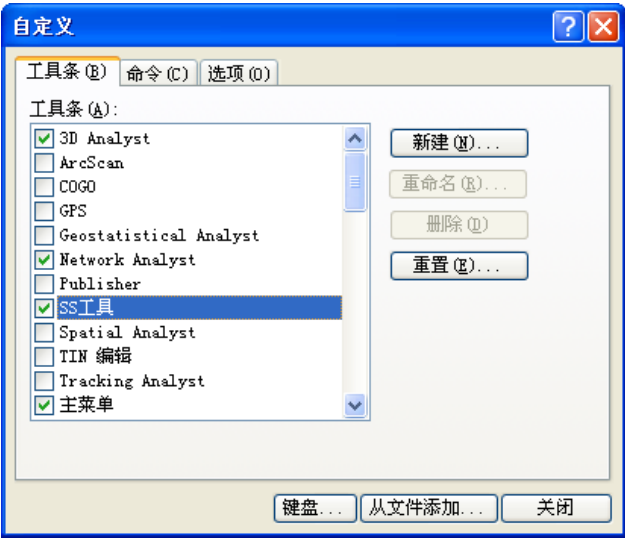 自定义
工具条(B) 命令(C) 选项(O)
工具条(A):
3D Analyst
ArcScan
COGO
GPS
Geostatistical Analyst
Network Analyst
Publisher
SS工具
Spatial Analyst
TIN 编辑
Tracking Analyst
主菜单
新建(N)...
重命名(R)...
删除(D)
重置(E)...
键盘... 从文件添加... 关闭